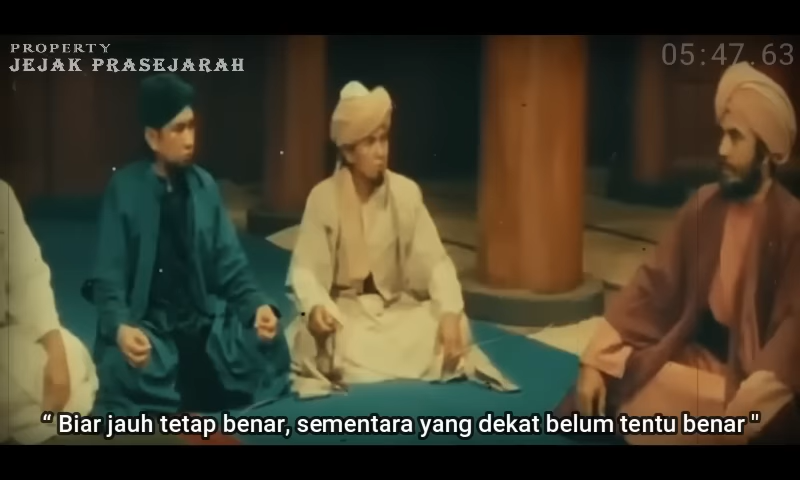 PROPERTY
JEJAK PRASEJARAH
05:47.63
“ Biar jauh tetap benar, sementara yang dekat belum tentu benar "